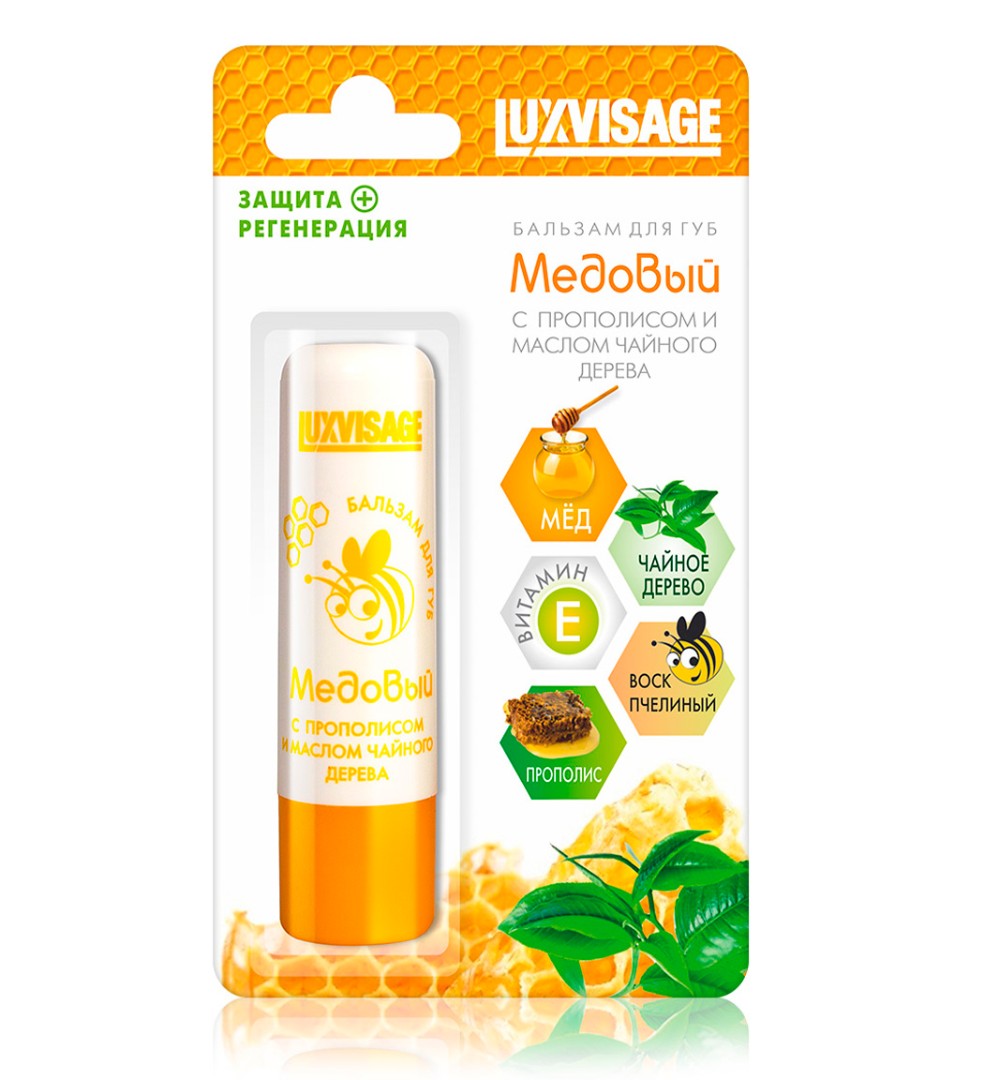 LUXVISAGE
ЗАЩИТА +
РЕГЕНЕРАЦИЯ
БАЛЬЗАМ ДЛЯ ГУБ
Медовый
С ПРОПОЛИСОМ И
МАСЛОМ ЧАЙНОГО
ДЕРЕВА
МЁД
ЧАЙНОЕ
ДЕРЕВО
ВИТАМИН
E
ВОСК
ПЧЕЛИНЫЙ
ПРОПОЛИС
LUXVISAGE
БАЛЬЗАМ ДЛЯ ГУБ
Медовый
С ПРОПОЛИСОМ
И МАСЛОМ ЧАЙНОГО
ДЕРЕВА